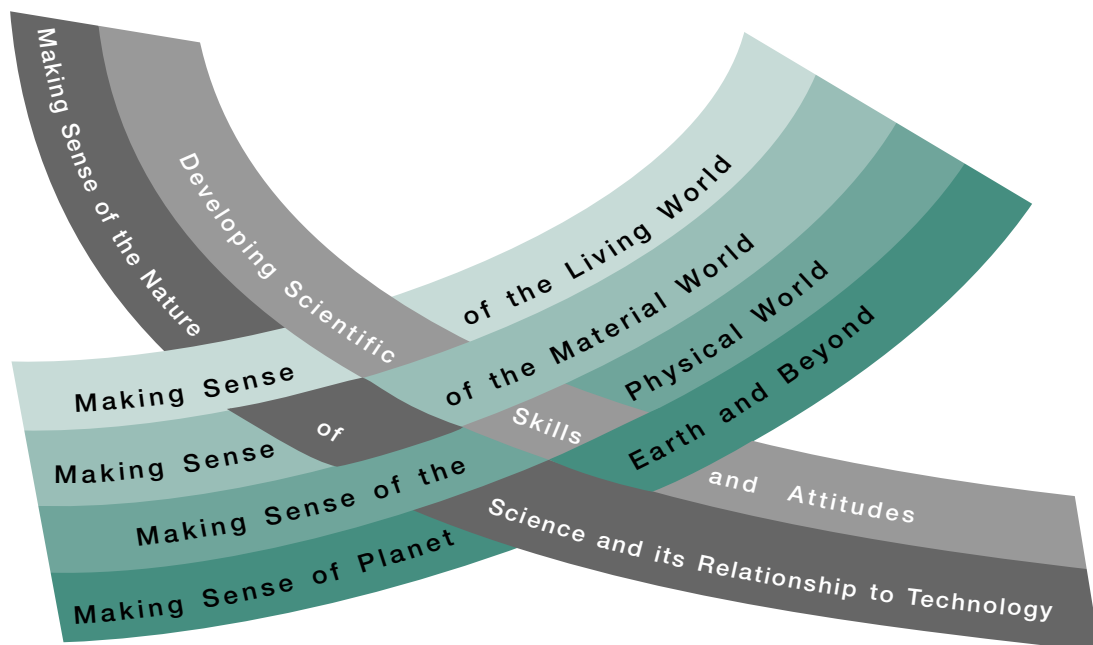 Making Sense of the Nature of Science and its Relationship to Technology
Developing Scientific Skills and Attitudes
Making Sense of the Living World
Making Sense of the Material World
Making Sense of the Physical World
Making Sense of Planet Earth and Beyond